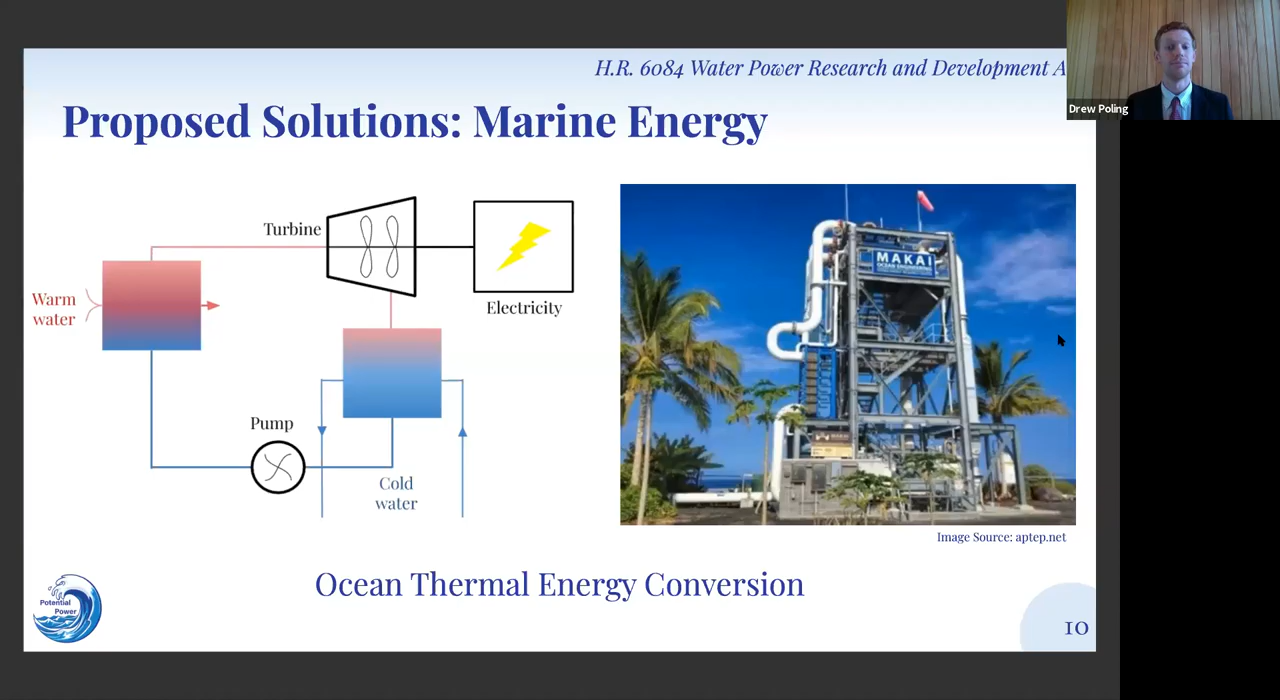 H.R. 6084 Water Power Research and Development A
Drew Poling
Proposed Solutions: Marine Energy
Turbine
Electricity
Warm
water
Pump
Cold
water
MAKAI
OCEAN ENGINEERING
Image Source: aptep.net
Ocean Thermal Energy Conversion
Potential
Power
10